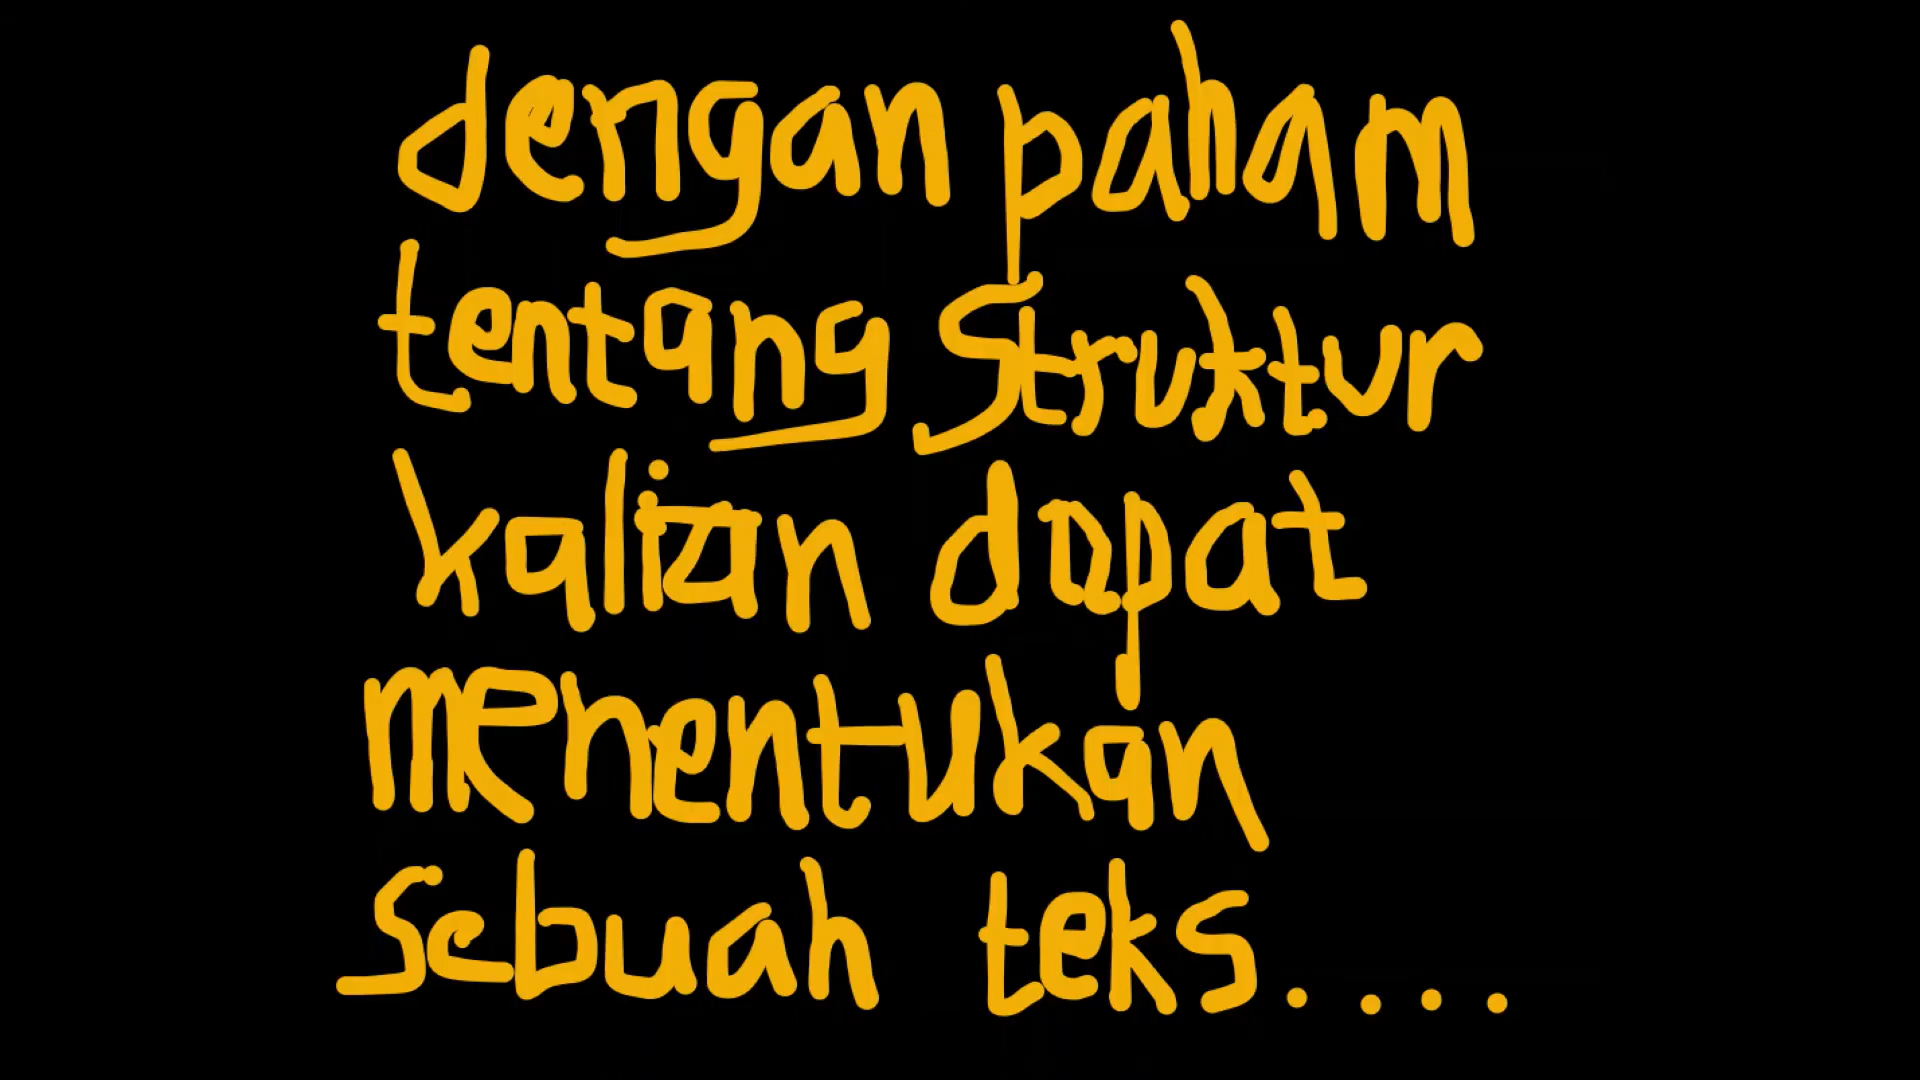 dengan paham
tentang Struktur
kalian dapat
menentukan
Sebuah teks....